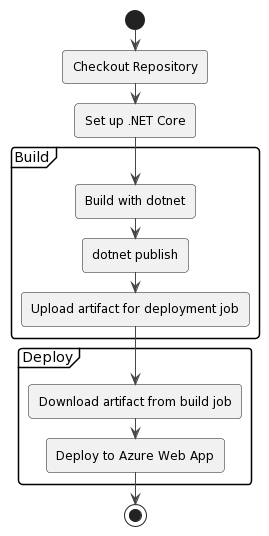 Checkout Repository
Set up .NET Core
Build
Build with dotnet
dotnet publish
Upload artifact for deployment job
Deploy
Download artifact from build job
Deploy to Azure Web App